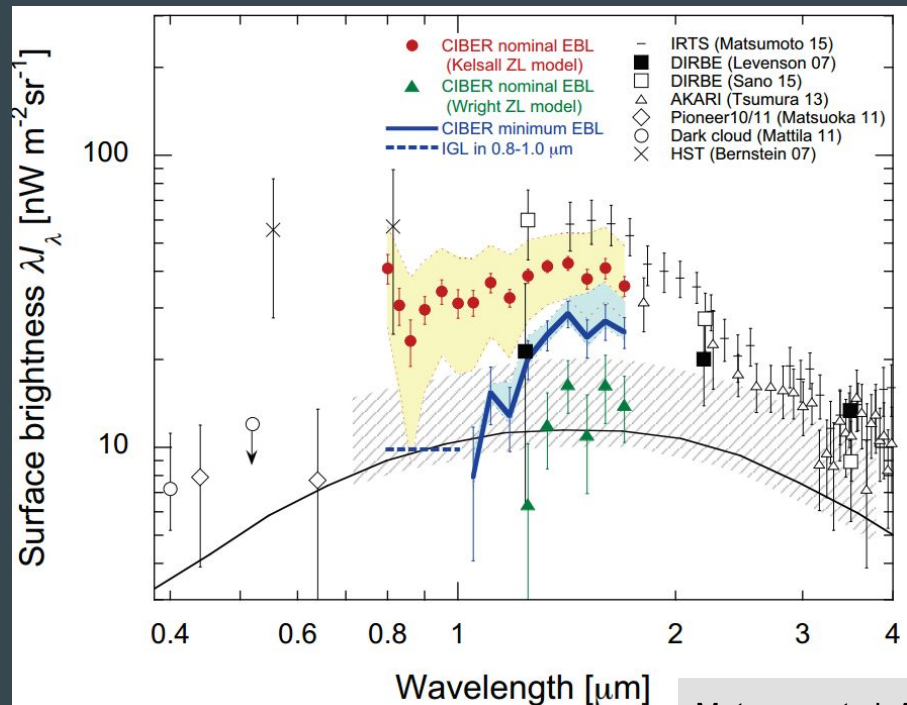 CIBER nominal EBL
(Kelsall ZL model)
CIBER nominal EBL
(Wright ZL model)
CIBER minimum EBL
IGL in 0.8-1.0 μm
IRTS (Matsumoto 15)
DIRBE (Levenson 07)
DIRBE (Sano 15)
AKARI (Tsumura 13)
Pioneer10/11 (Matsuoka 11)
Dark cloud (Mattila 11)
HST (Bernstein 07)
100
10
Surface brightness λIλ [nW m-2sr-1]
0.4
0.6
0.8
1
2
3
4
Wavelength [μm]